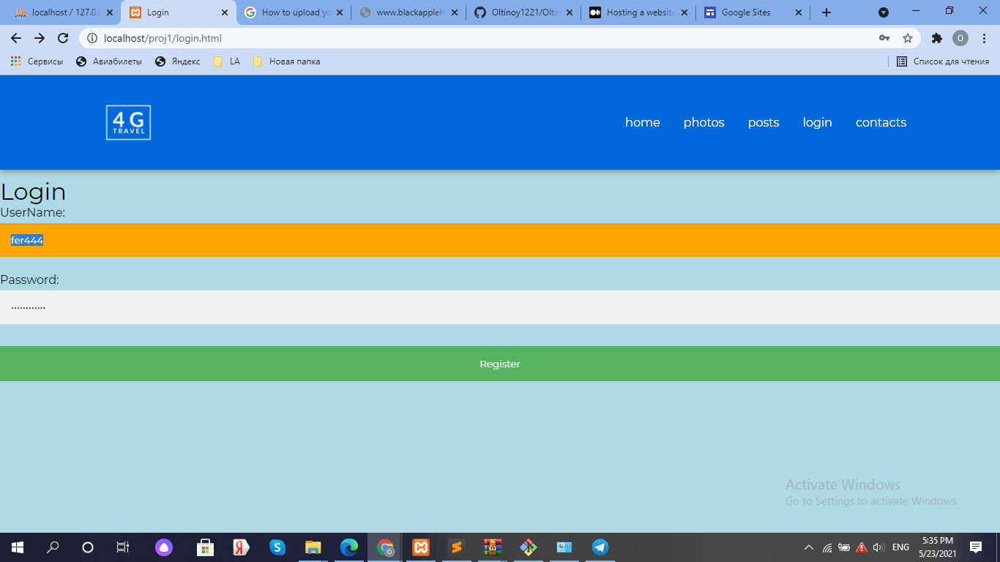 localhost / 127.0.
Login
How to upload yo
www.blackappleh
Oltinoy1221/Oltin
Hosting a website
Google Sites
localhost/proj1/login.html
O
Сервисы
Авиабилеты
Яндекс
LA
Новая папка
Список для чтения
4 G
TRAVEL
home
photos
posts
login
contacts
Login
UserName:
fer444
Password:
............
Register
Activate Windows
Go to Settings to activate Windows.
ENG
5:35 PM
5/23/2021